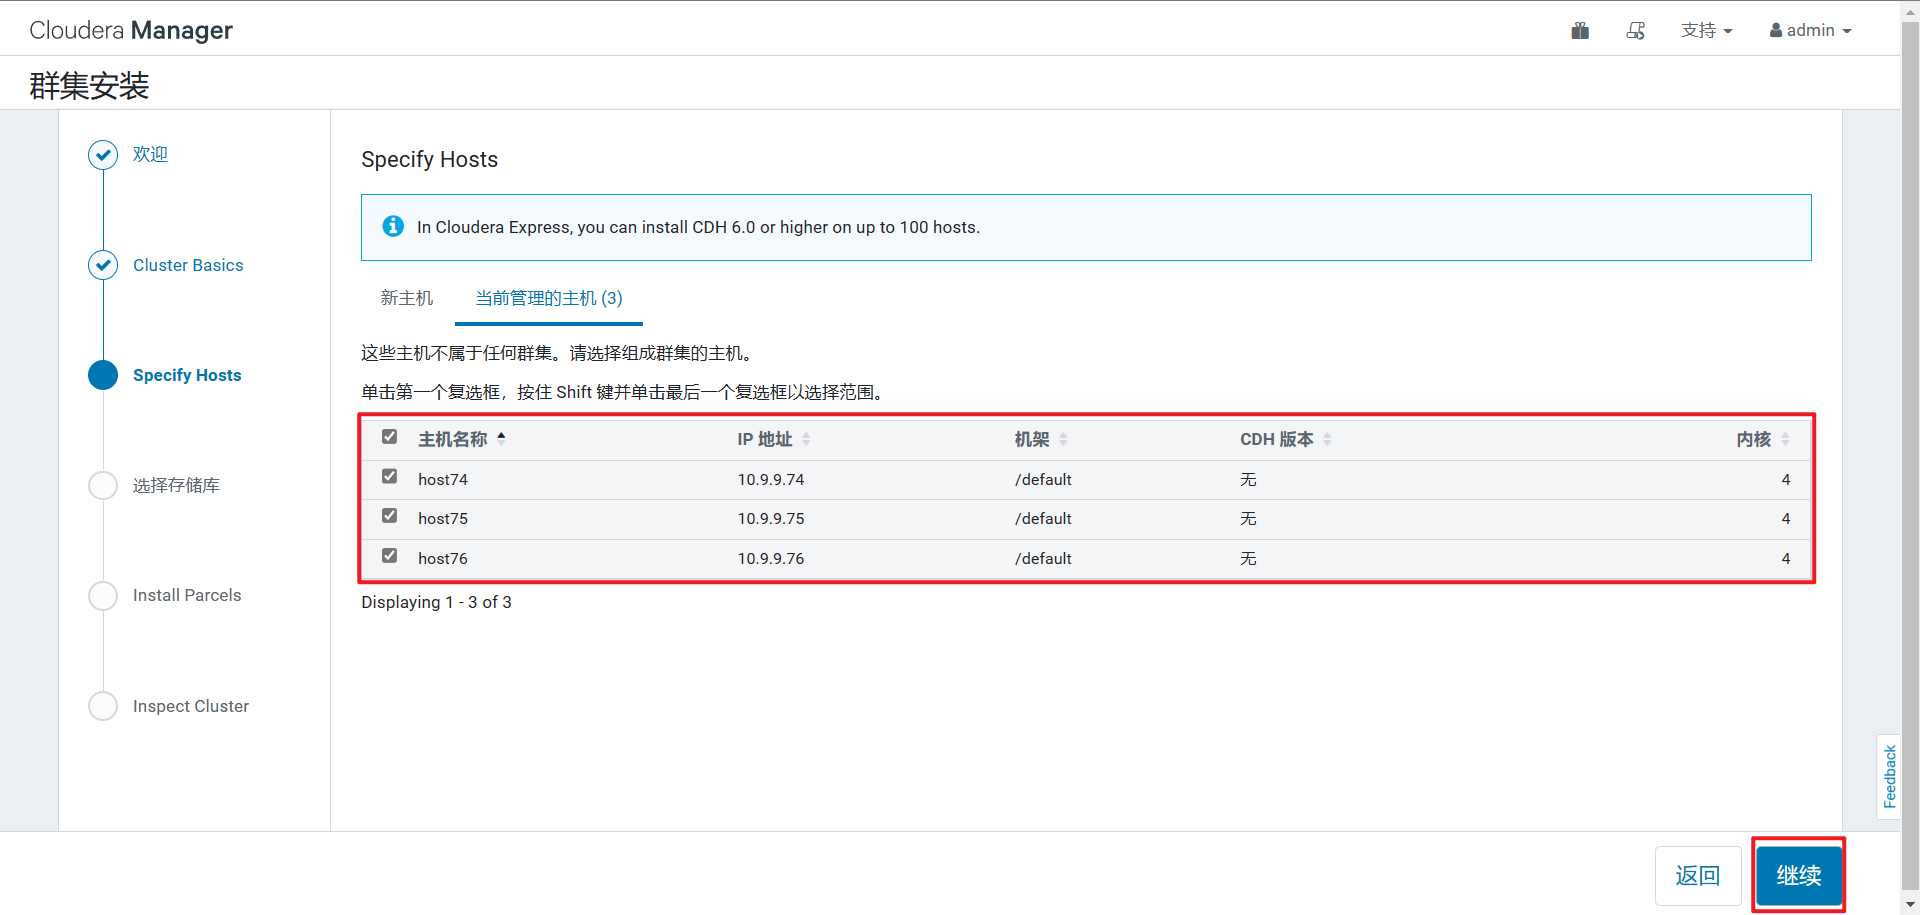 Cloudera Manager
支持
admin
群集安装
欢迎
Cluster Basics
Specify Hosts
选择存储库
Install Parcels
Inspect Cluster
Specify Hosts
In Cloudera Express, you can install CDH 6.0 or higher on up to 100 hosts.
新主机 当前管理的主机 (3)
这些主机不属于任何群集。请选择组成群集的主机。
单击第一个复选框，按住 Shift 键并单击最后一个复选框以选择范围。
主机名称 IP 地址 机架 CDH 版本 内核
host74 10.9.9.74 /default 无 4
host75 10.9.9.75 /default 无 4
host76 10.9.9.76 /default 无 4
Displaying 1 - 3 of 3
Feedback
返回 继续